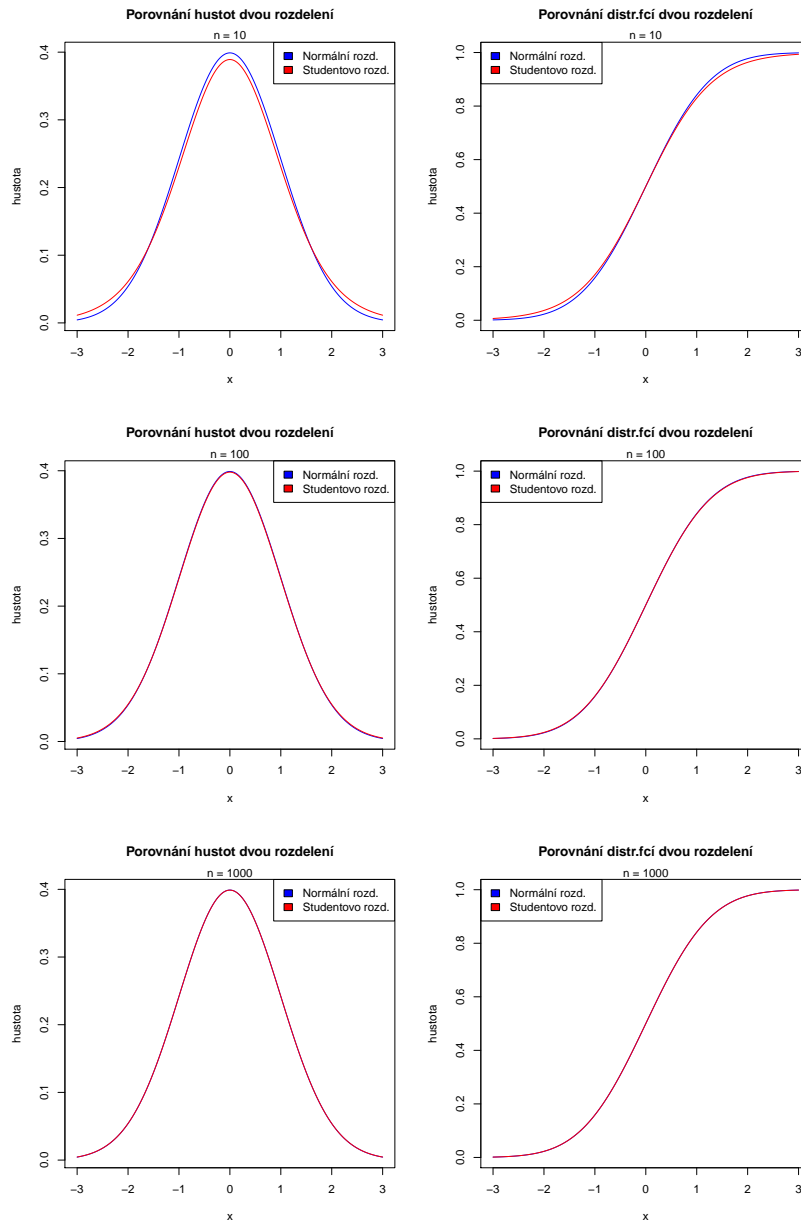 Porovnání hustot dvou rozdelení
n = 10
Normální rozd.
Studentovo rozd.
hustota
0.0
0.1
0.2
0.3
0.4
−3 −2 −1 0 1 2 3
x
Porovnání distr.fcí dvou rozdelení
n = 10
Normální rozd.
Studentovo rozd.
hustota
0.0
0.2
0.4
0.6
0.8
1.0
−3 −2 −1 0 1 2 3
x
Porovnání hustot dvou rozdelení
n = 100
Normální rozd.
Studentovo rozd.
hustota
0.0
0.1
0.2
0.3
0.4
−3 −2 −1 0 1 2 3
x
Porovnání distr.fcí dvou rozdelení
n = 100
Normální rozd.
Studentovo rozd.
hustota
0.0
0.2
0.4
0.6
0.8
1.0
−3 −2 −1 0 1 2 3
x
Porovnání hustot dvou rozdelení
n = 1000
Normální rozd.
Studentovo rozd.
hustota
0.0
0.1
0.2
0.3
0.4
−3 −2 −1 0 1 2 3
x
Porovnání distr.fcí dvou rozdelení
n = 1000
Normální rozd.
Studentovo rozd.
hustota
0.0
0.2
0.4
0.6
0.8
1.0
−3 −2 −1 0 1 2 3
x